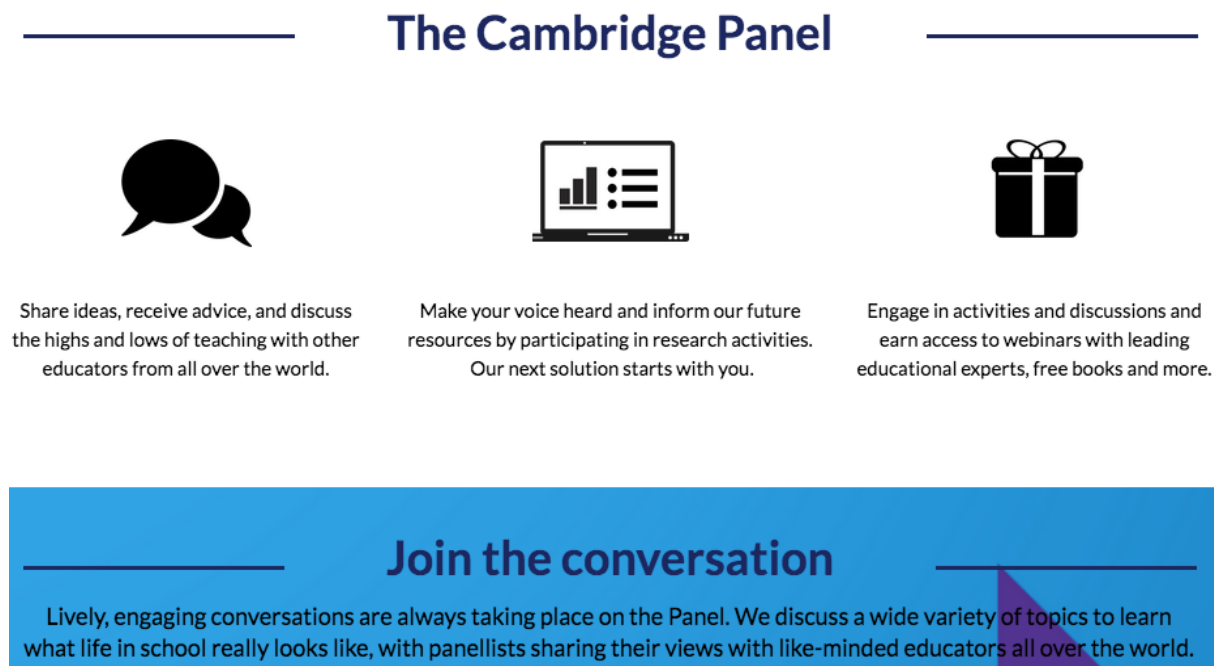 The Cambridge Panel
Share ideas, receive advice, and discuss
the highs and lows of teaching with other
educators from all over the world.
Make your voice heard and inform our future
resources by participating in research activities.
Our next solution starts with you.
Engage in activities and discussions and
earn access to webinars with leading
educational experts, free books and more.
Join the conversation
Lively, engaging conversations are always taking place on the Panel. We discuss a wide variety of topics to learn
what life in school really looks like, with panellists sharing their views with like-minded educators all over the world.